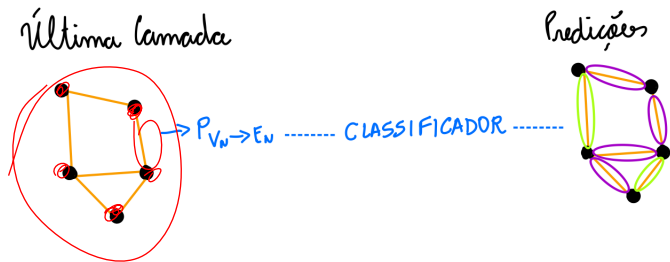 Última Camada
Predições
P_{V_N → E_N} ------ CLASSIFICADOR ------